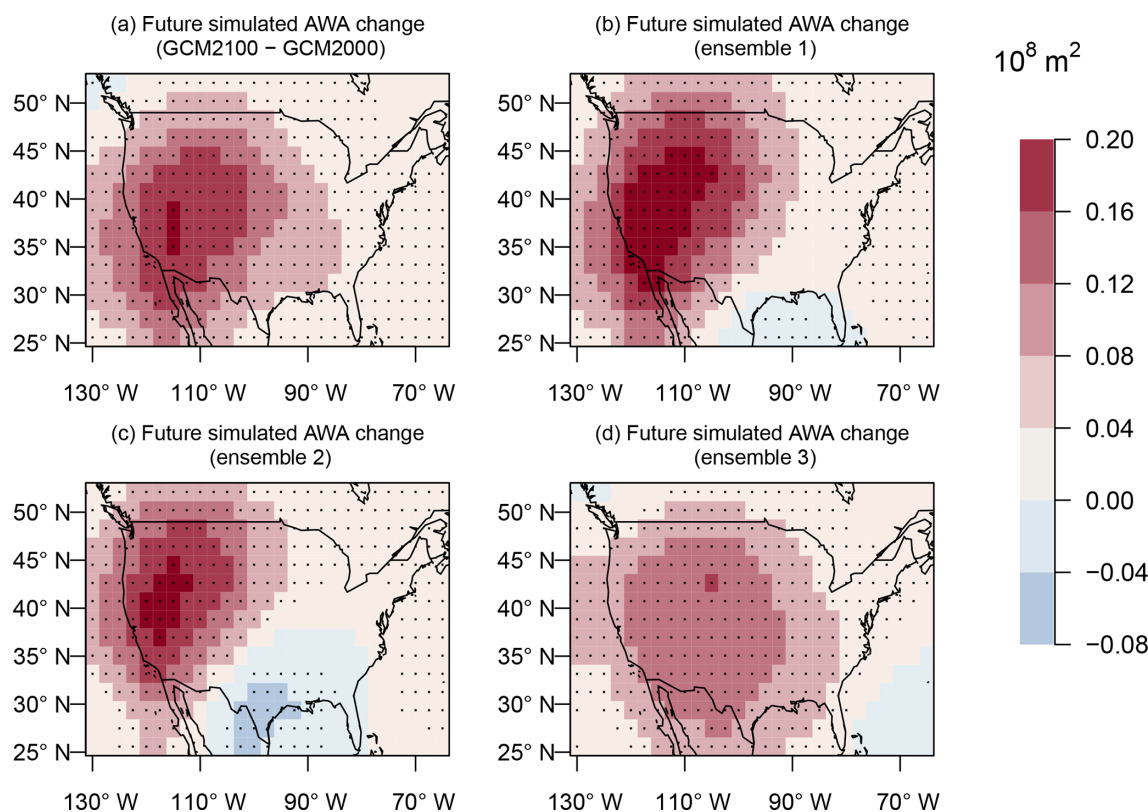 (a) Future simulated AWA change
(GCM2100 − GCM2000)
50° N
45° N
40° N
35° N
30° N
25° N
130° W 110° W 90° W 70° W
(b) Future simulated AWA change
(ensemble 1)
50° N
45° N
40° N
35° N
30° N
25° N
130° W 110° W 90° W 70° W
(c) Future simulated AWA change
(ensemble 2)
50° N
45° N
40° N
35° N
30° N
25° N
130° W 110° W 90° W 70° W
(d) Future simulated AWA change
(ensemble 3)
50° N
45° N
40° N
35° N
30° N
25° N
130° W 110° W 90° W 70° W
10⁸ m²
0.20
0.16
0.12
0.08
0.04
0.00
−0.04
−0.08